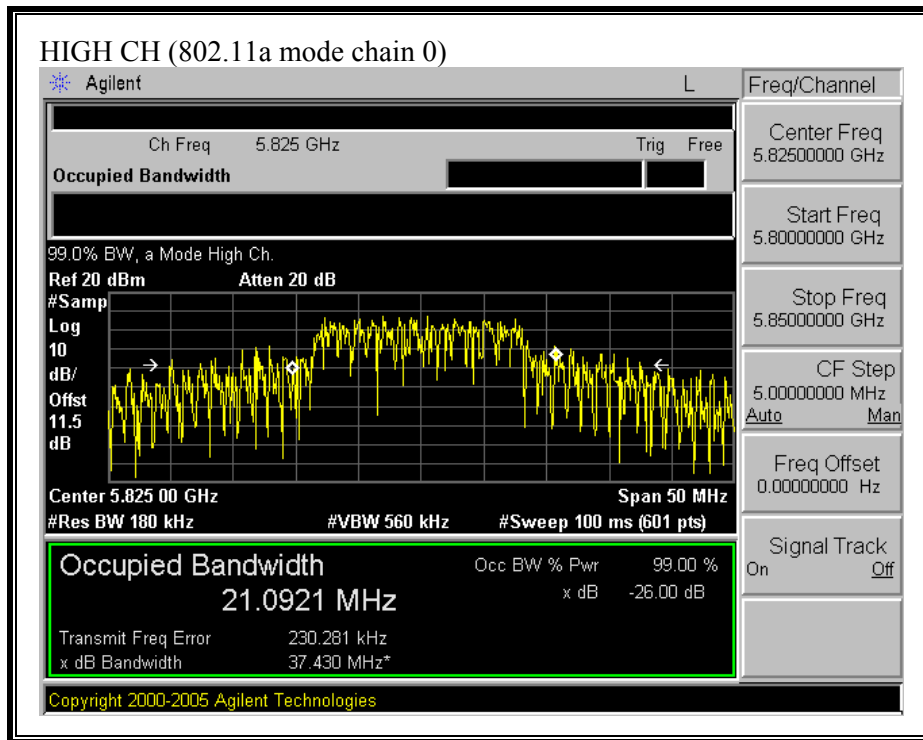 HIGH CH (802.11a mode chain 0)
Agilent L Freq/Channel
Ch Freq 5.825 GHz Trig Free
Occupied Bandwidth
Center Freq
5.82500000 GHz
Start Freq
5.80000000 GHz
Stop Freq
5.85000000 GHz
CF Step
5.00000000 MHz
Auto Man
Freq Offset
0.00000000 Hz
Signal Track
On Off
99.0% BW, a Mode High Ch.
Ref 20 dBm Atten 20 dB
#Samp
Log
10
dB/
Offst
11.5
dB
Center 5.825 00 GHz Span 50 MHz
#Res BW 180 kHz #VBW 560 kHz #Sweep 100 ms (601 pts)
Occupied Bandwidth Occ BW % Pwr 99.00 %
21.0921 MHz x dB -26.00 dB
Transmit Freq Error 230.281 kHz
x dB Bandwidth 37.430 MHz*
Copyright 2000-2005 Agilent Technologies